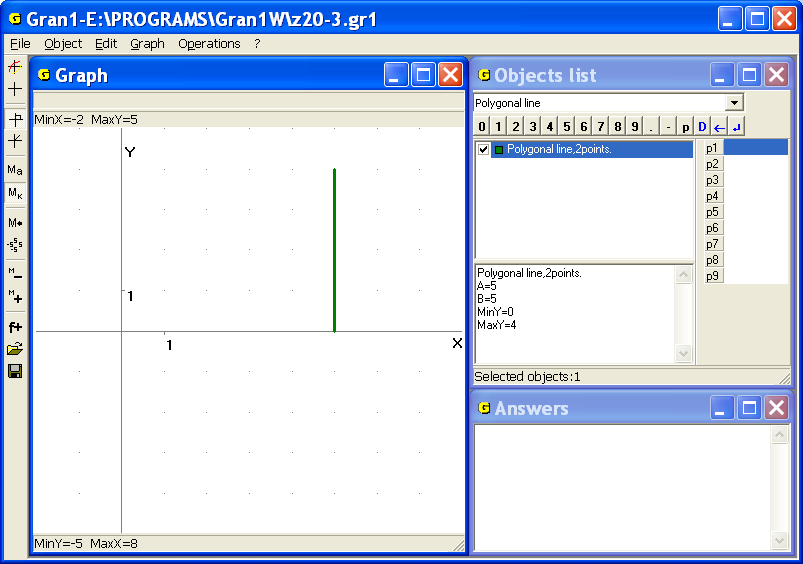 Gran1-E:\PROGRAMS\Gran1W\z20-3.gr1
File Object Edit Graph Operations ?
Graph
MinX=-2 MaxY=5
Y
1
1
X
MinY=-5 MaxX=8
Ma
Mк
M+
-sss
M-
M+
f+
Objects list
Polygonal line
0 1 2 3 4 5 6 7 8 9 . - p D
Polygonal line,2points.
p1
p2
p3
p4
p5
p6
p7
p8
p9
Polygonal line,2points.
A=5
B=5
MinY=0
MaxY=4
Selected objects:1
Answers